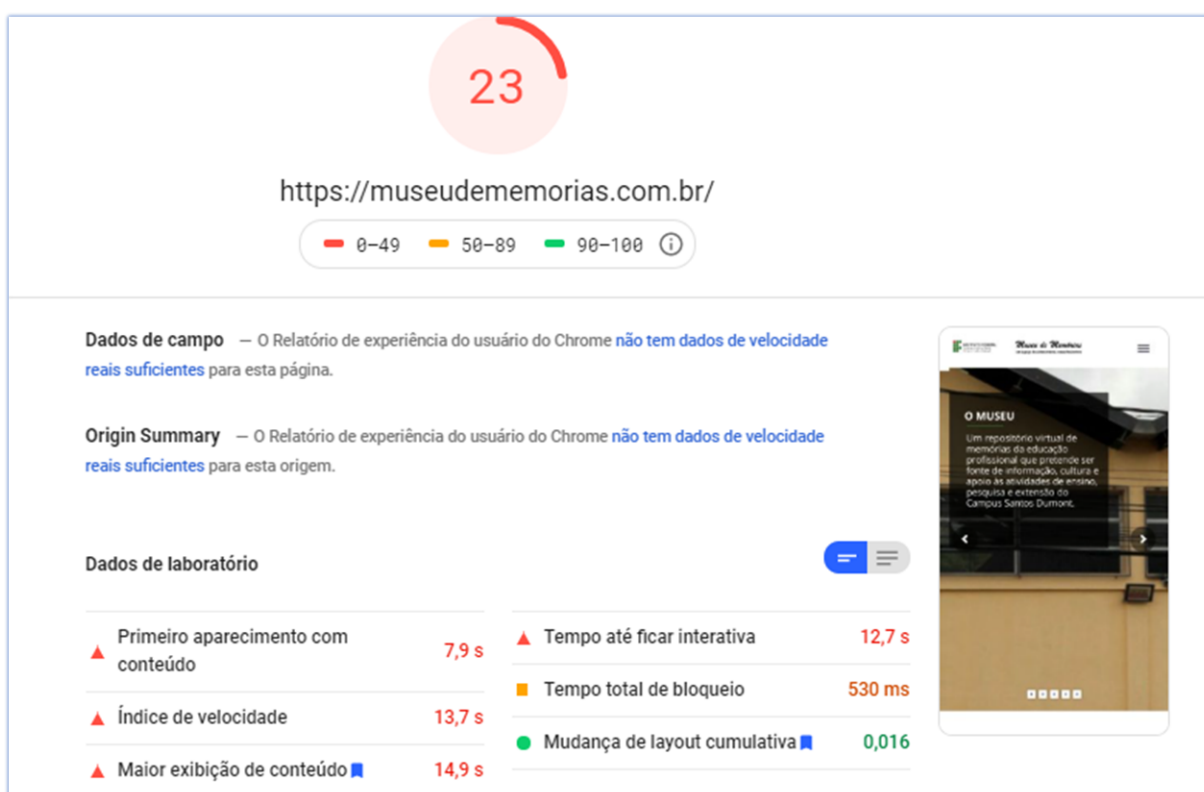 23
https://museudememorias.com.br/
0–49 50–89 90–100
Dados de campo — O Relatório de experiência do usuário do Chrome não tem dados de velocidade
reais suficientes para esta página.
Origin Summary — O Relatório de experiência do usuário do Chrome não tem dados de velocidade
reais suficientes para esta origem.
Dados de laboratório
Primeiro aparecimento com
conteúdo 7,9 s
Índice de velocidade 13,7 s
Maior exibição de conteúdo 14,9 s
Tempo até ficar interativa 12,7 s
Tempo total de bloqueio 530 ms
Mudança de layout cumulativa 0,016
Museu de Memórias
O MUSEU
Um repositório virtual de
memórias da educação
profissional que pretende ser
fonte de informação, cultura e
apoio às atividades de ensino,
pesquisa e extensão do
Campus Santos Dumont.